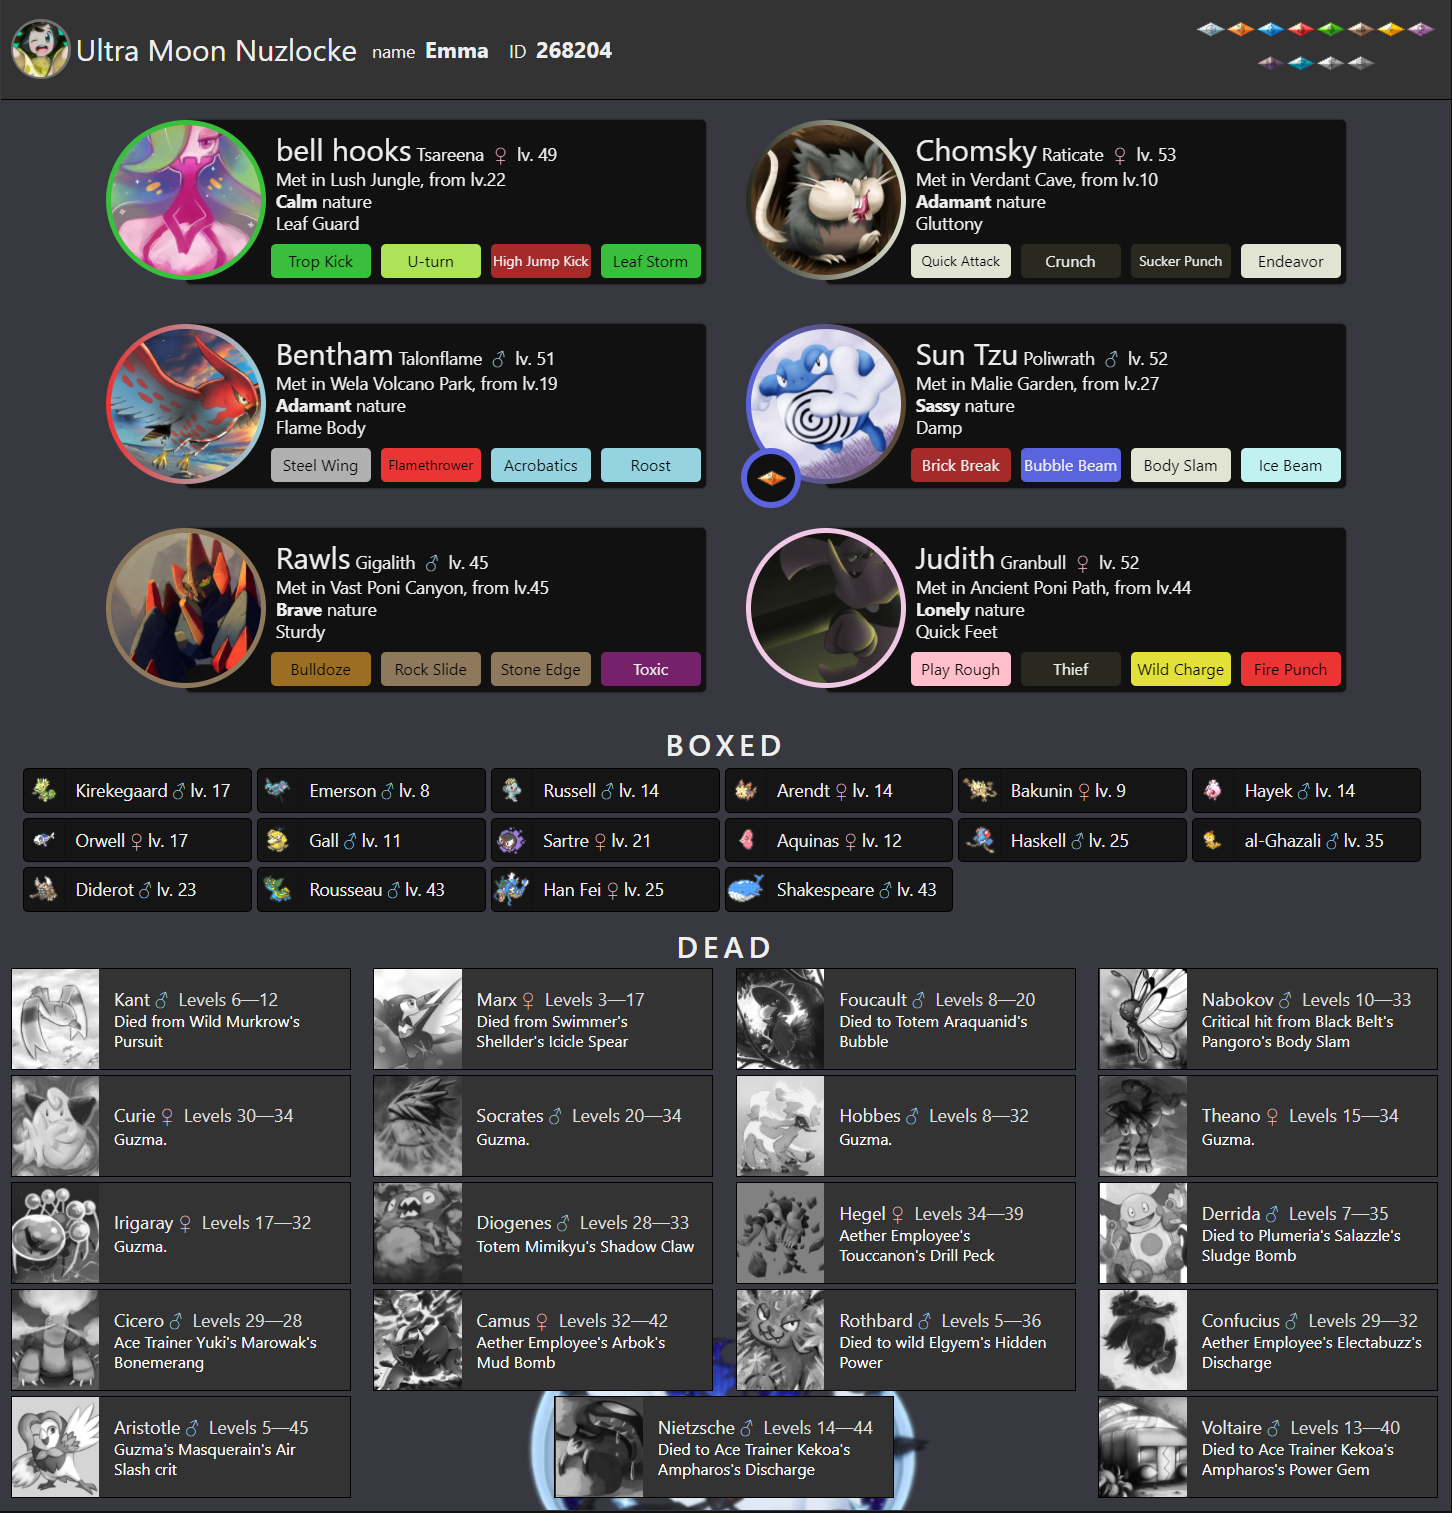 Ultra Moon Nuzlocke name Emma ID 268204
bell hooks Tsareena ♀ lv. 49
Met in Lush Jungle, from lv.22
Calm nature
Leaf Guard
Trop Kick U-turn High Jump Kick Leaf Storm
Chomsky Raticate ♀ lv. 53
Met in Verdant Cave, from lv.10
Adamant nature
Gluttony
Quick Attack Crunch Sucker Punch Endeavor
Bentham Talonflame ♂ lv. 51
Met in Wela Volcano Park, from lv.19
Adamant nature
Flame Body
Steel Wing Flamethrower Acrobatics Roost
Sun Tzu Poliwrath ♂ lv. 52
Met in Malie Garden, from lv.27
Sassy nature
Damp
Brick Break Bubble Beam Body Slam Ice Beam
Rawls Gigalith ♂ lv. 45
Met in Vast Poni Canyon, from lv.45
Brave nature
Sturdy
Bulldoze Rock Slide Stone Edge Toxic
Judith Granbull ♀ lv. 52
Met in Ancient Poni Path, from lv.44
Lonely nature
Quick Feet
Play Rough Thief Wild Charge Fire Punch
BOXED
Kirekegaard ♂ lv. 17
Emerson ♂ lv. 8
Russell ♂ lv. 14
Arendt ♀ lv. 14
Bakunin ♀ lv. 9
Hayek ♂ lv. 14
Orwell ♀ lv. 17
Gall ♂ lv. 11
Sartre ♀ lv. 21
Aquinas ♀ lv. 12
Haskell ♂ lv. 25
al-Ghazali ♂ lv. 35
Diderot ♂ lv. 23
Rousseau ♂ lv. 43
Han Fei ♀ lv. 25
Shakespeare ♂ lv. 43
DEAD
Kant ♂ Levels 6—12
Died from Wild Murkrow's
Pursuit
Marx ♀ Levels 3—17
Died from Swimmer's
Shellder's Icicle Spear
Foucault ♂ Levels 8—20
Died to Totem Araquanid's
Bubble
Nabokov ♂ Levels 10—33
Critical hit from Black Belt's
Pangoro's Body Slam
Curie ♀ Levels 30—34
Guzma.
Socrates ♂ Levels 20—34
Guzma.
Hobbes ♂ Levels 8—32
Guzma.
Theano ♀ Levels 15—34
Guzma.
Irigaray ♀ Levels 17—32
Guzma.
Diogenes ♂ Levels 28—33
Totem Mimikyu's Shadow Claw
Hegel ♀ Levels 34—39
Aether Employee's
Touccanon's Drill Peck
Derrida ♂ Levels 7—35
Died to Plumeria's Salazzle's
Sludge Bomb
Cicero ♂ Levels 29—28
Ace Trainer Yuki's Marowak's
Bonemerang
Camus ♀ Levels 32—42
Aether Employee's Arbok's
Mud Bomb
Rothbard ♂ Levels 5—36
Died to wild Elgyem's Hidden
Power
Confucius ♂ Levels 29—32
Aether Employee's Electabuzz's
Discharge
Aristotle ♂ Levels 5—45
Guzma's Masquerain's Air
Slash crit
Nietzsche ♂ Levels 14—44
Died to Ace Trainer Kekoa's
Ampharos's Discharge
Voltaire ♂ Levels 13—40
Died to Ace Trainer Kekoa's
Ampharos's Power Gem